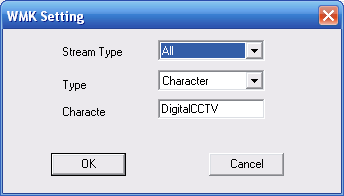 WMK Setting
Stream Type All
Type Character
Characte DigitalCCTV
OK Cancel